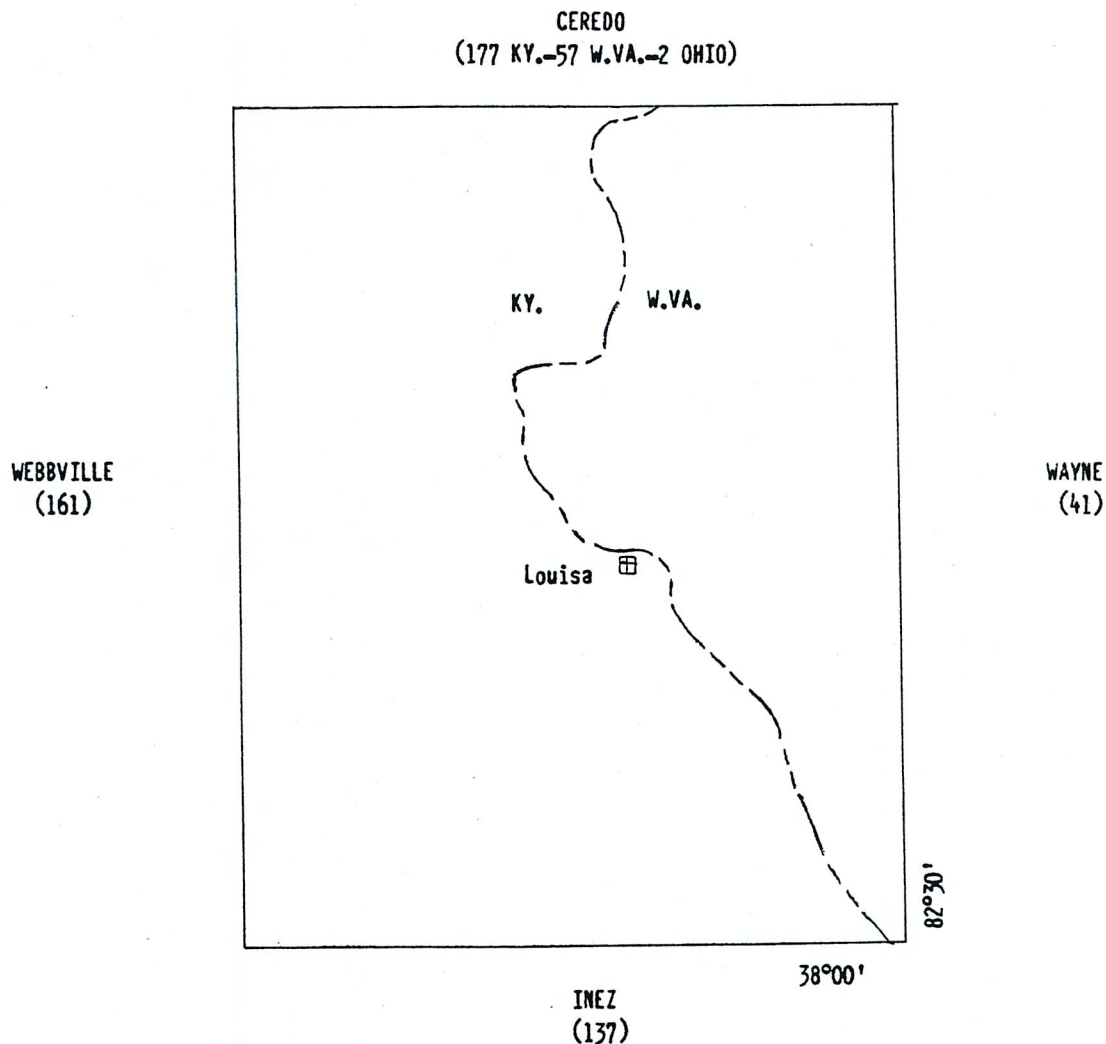 CEREDO
(177 KY.-57 W.VA.-2 OHIO)
KY.
W.VA.
WEBBVILLE
(161)
WAYNE
(41)
Louisa
82°30'
38°00'
INEZ
(137)